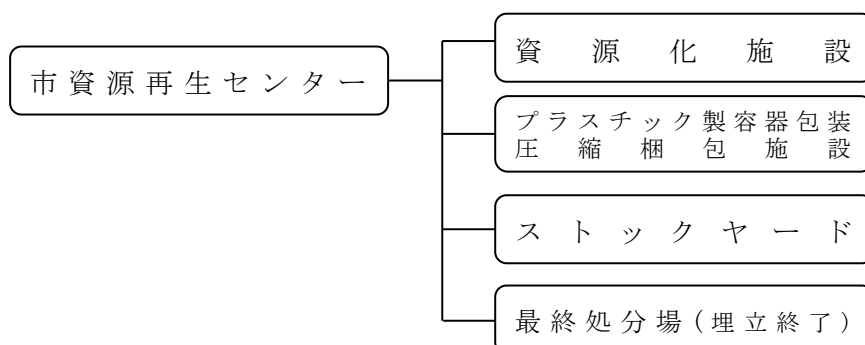 市資源再生センター
資源化施設
プラスチック製容器包装
圧縮梱包施設
ストックヤード
最終処分場(埋立終了)